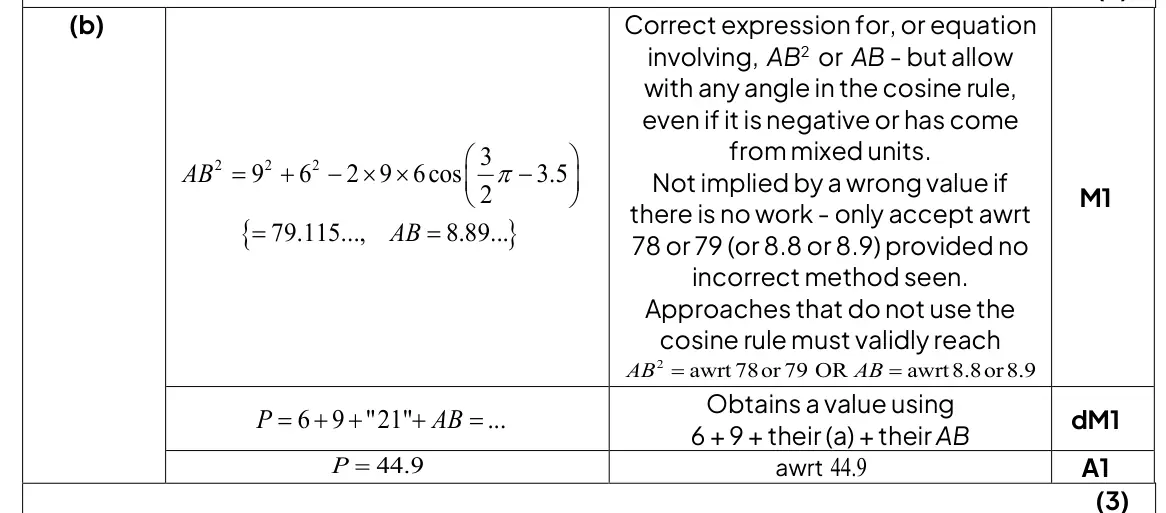 (b)
Correct expression for, or equation
involving, AB² or AB - but allow
with any angle in the cosine rule,
even if it is negative or has come
from mixed units.
Not implied by a wrong value if
there is no work - only accept awrt
78 or 79 (or 8.8 or 8.9) provided no
incorrect method seen.
Approaches that do not use the
cosine rule must validly reach
AB² = awrt 78 or 79 OR AB = awrt 8.8 or 8.9
AB² = 9² + 6² − 2 × 9 × 6 cos(3/2 π − 3.5)
{= 79.115..., AB = 8.89...}
M1
P = 6 + 9 + "21" + AB = ...
Obtains a value using
6 + 9 + their (a) + their AB
dM1
P = 44.9
awrt 44.9
A1
(3)